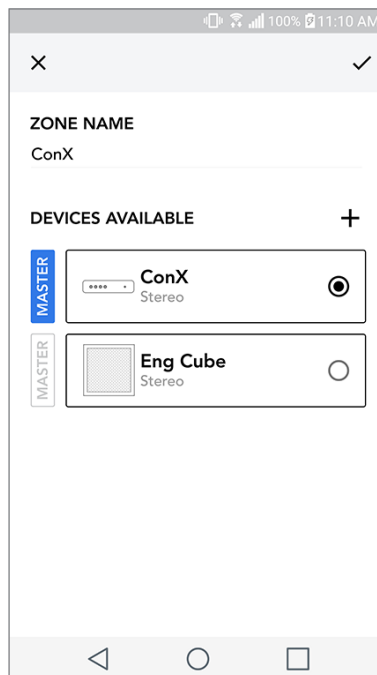 100% 11:10 AM
ZONE NAME
ConX
DEVICES AVAILABLE
MASTER
ConX
Stereo
MASTER
Eng Cube
Stereo